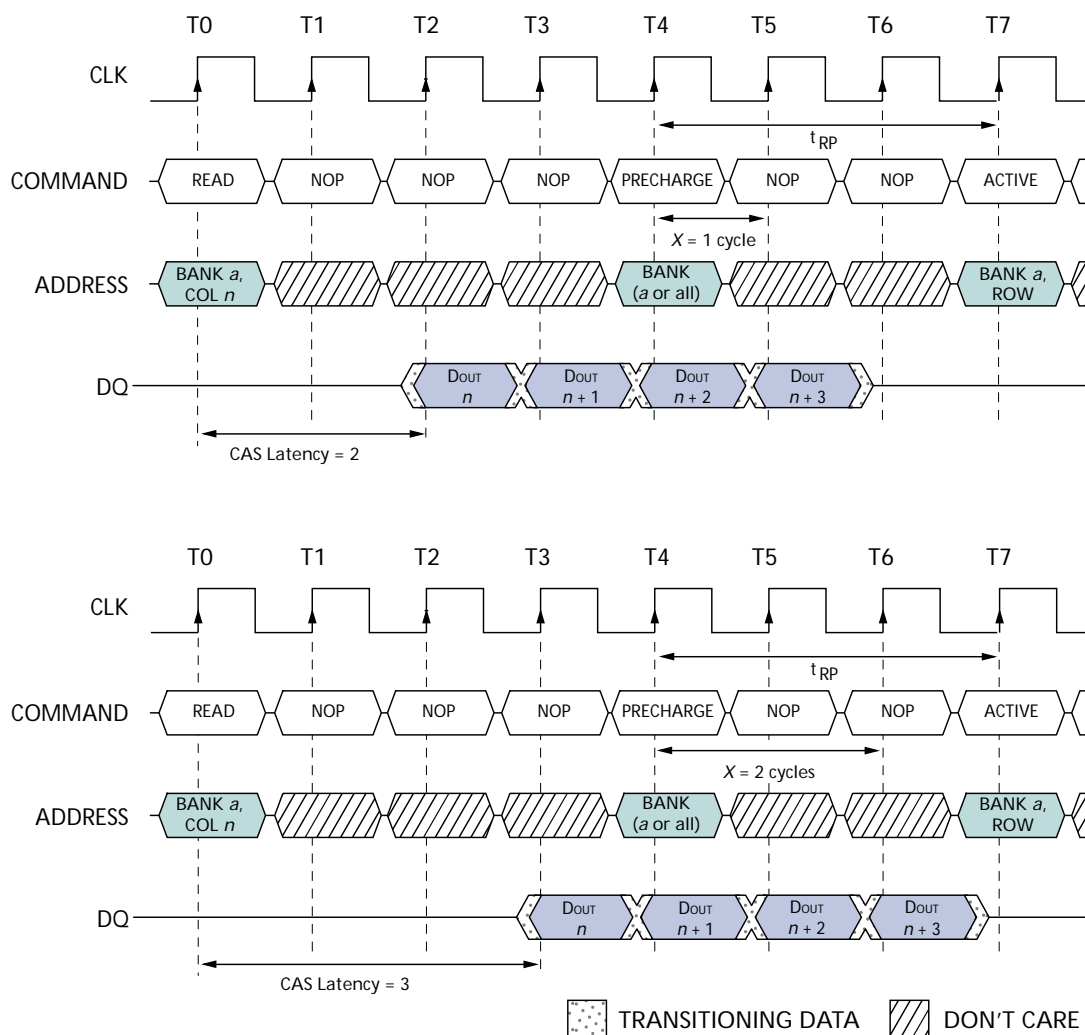 T0 T1 T2 T3 T4 T5 T6 T7
CLK
tRP
COMMAND READ NOP NOP NOP PRECHARGE NOP NOP ACTIVE
X = 1 cycle
ADDRESS BANK a, COL n BANK (a or all) BANK a, ROW
DQ DOUT n DOUT n + 1 DOUT n + 2 DOUT n + 3
CAS Latency = 2
T0 T1 T2 T3 T4 T5 T6 T7
CLK
tRP
COMMAND READ NOP NOP NOP PRECHARGE NOP NOP ACTIVE
X = 2 cycles
ADDRESS BANK a, COL n BANK (a or all) BANK a, ROW
DQ DOUT n DOUT n + 1 DOUT n + 2 DOUT n + 3
CAS Latency = 3
TRANSITIONING DATA DON'T CARE